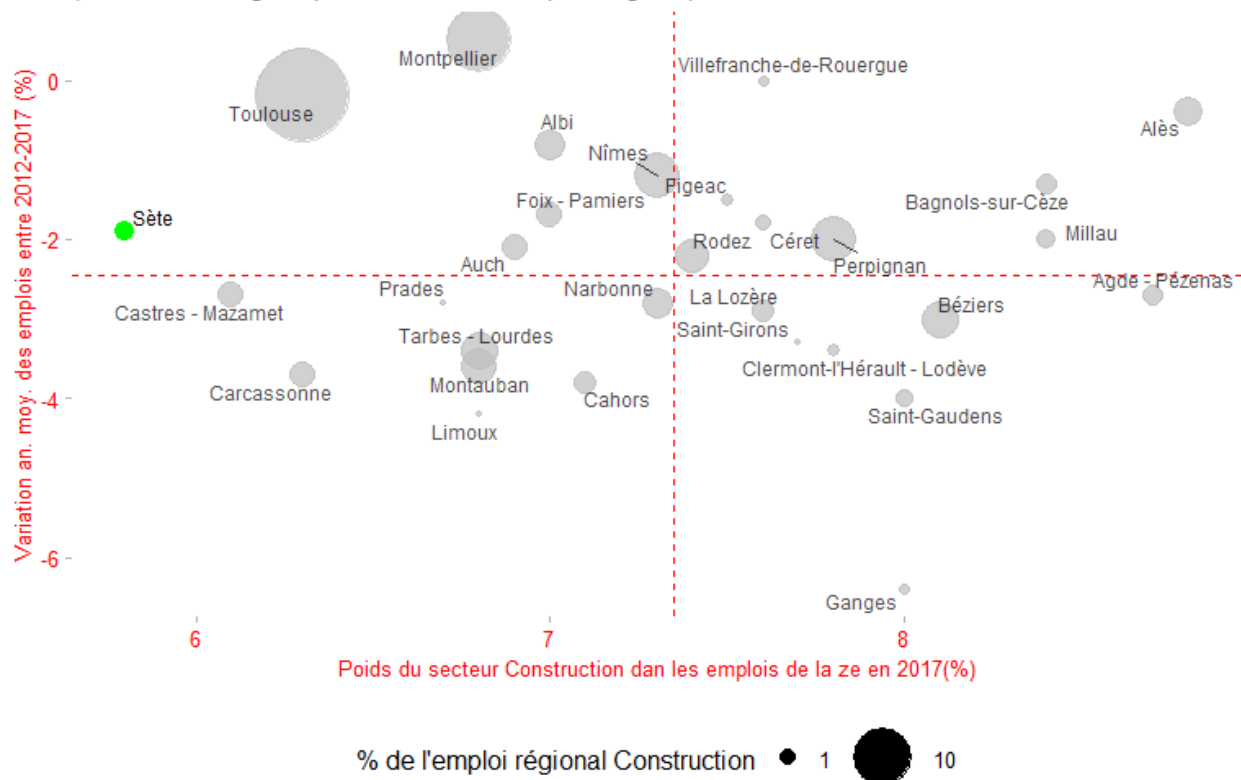 Montpellier
Villefranche-de-Rouergue
0
Toulouse
Albi
Alès
Nîmes
Figeac
Bagnols-sur-Cèze
Foix - Pamiers
Sète
Millau
-2
Rodez
Céret
Auch
Perpignan
Agde - Pézenas
Prades
Narbonne
La Lozère
Béziers
Castres - Mazamet
Saint-Girons
Tarbes - Lourdes
Clermont-l'Hérault - Lodève
Montauban
Carcassonne
-4
Cahors
Saint-Gaudens
Limoux
-6
Ganges
Variation an. moy. des emplois entre 2012-2017 (%)
6
7
8
Poids du secteur Construction dan les emplois de la ze en 2017(%)
% de l'emploi régional Construction 1 10